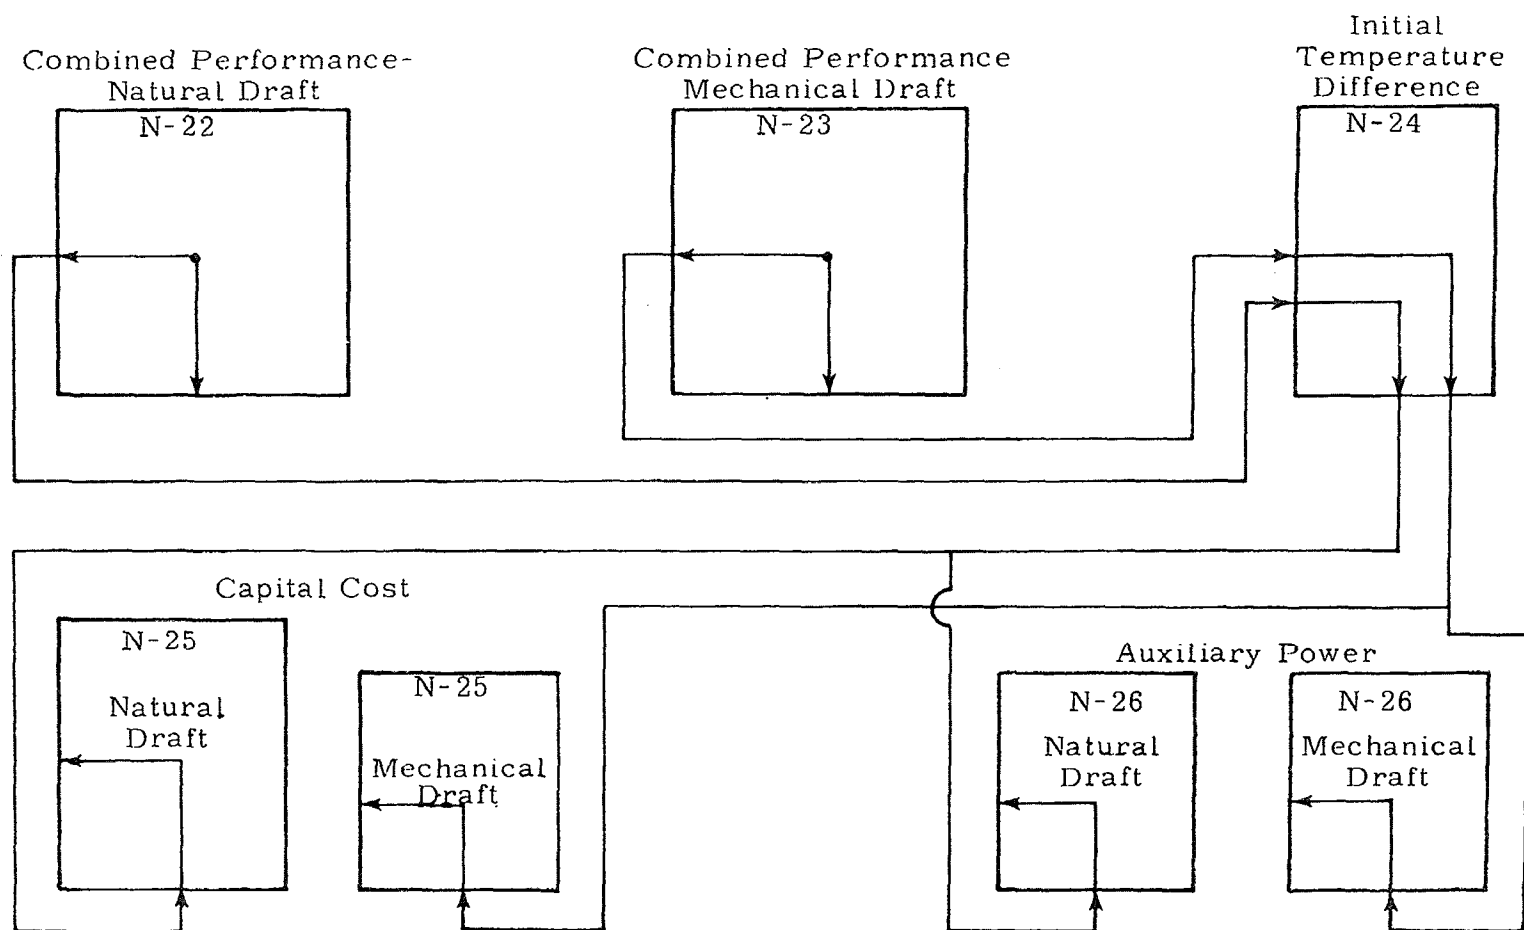 Combined Performance-
Natural Draft
N-22
Combined Performance
Mechanical Draft
N-23
Initial
Temperature
Difference
N-24
Capital Cost
N-25
Natural
Draft
N-25
Mechanical
Draft
Auxiliary Power
N-26
Natural
Draft
N-26
Mechanical
Draft